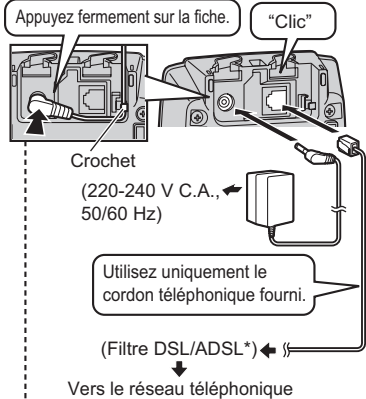 Appuyez fermement sur la fiche.
“Clic”
Crochet
(220-240 V C.A.,
50/60 Hz)
Utilisez uniquement le
cordon téléphonique fourni.
(Filtre DSL/ADSL*)
Vers le réseau téléphonique